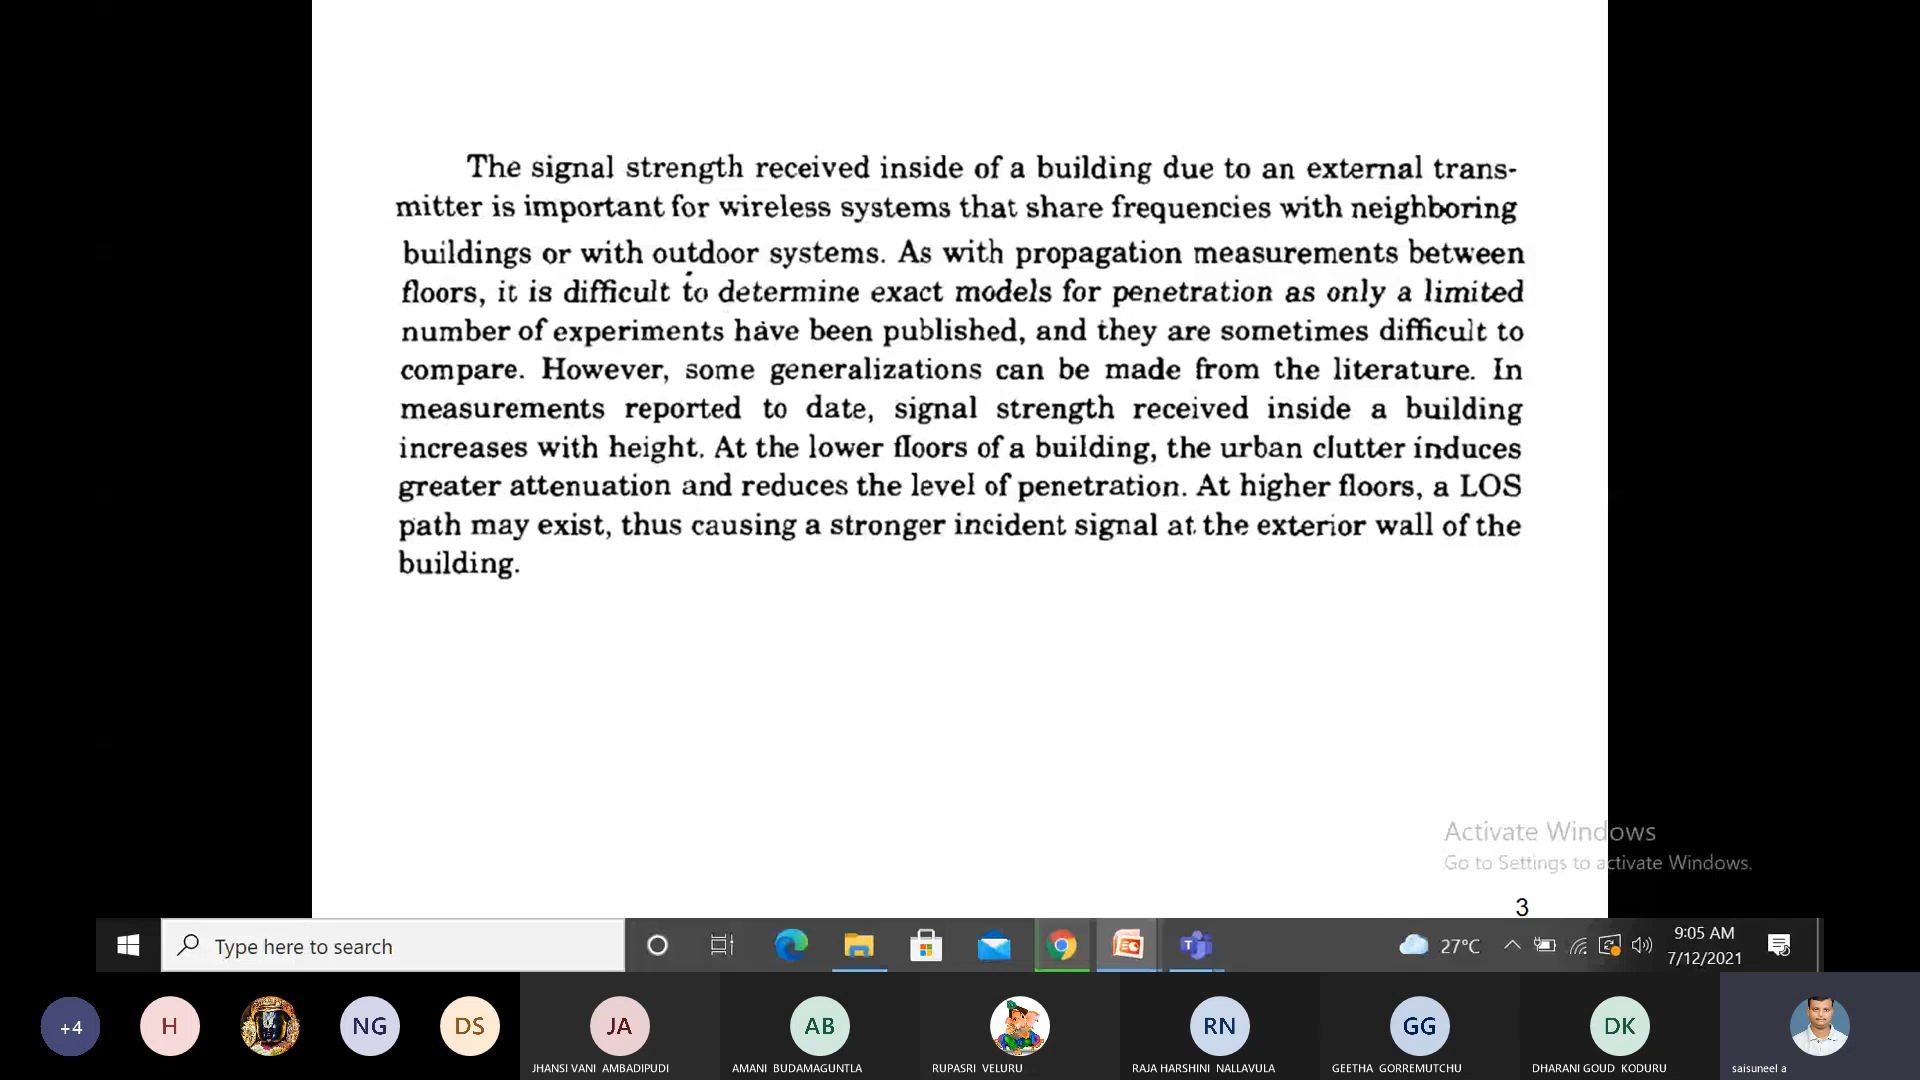 The signal strength received inside of a building due to an external trans-
mitter is important for wireless systems that share frequencies with neighboring
buildings or with outdoor systems. As with propagation measurements between
floors, it is difficult to determine exact models for penetration as only a limited
number of experiments have been published, and they are sometimes difficult to
compare. However, some generalizations can be made from the literature. In
measurements reported to date, signal strength received inside a building
increases with height. At the lower floors of a building, the urban clutter induces
greater attenuation and reduces the level of penetration. At higher floors, a LOS
path may exist, thus causing a stronger incident signal at the exterior wall of the
building.
Activate Windows
Go to Settings to activate Windows.
3
Type here to search
27°C
9:05 AM
7/12/2021
+4
H
NG
DS
JA
AB
RN
GG
DK
JHANSI VANI AMBADIPUDI
AMANI BUDAMAGUNTLA
RUPASRI VELURU
RAJA HARSHINI NALLAVULA
GEETHA GORREMUTCHU
DHARANI GOUD KODURU
saisuneel a